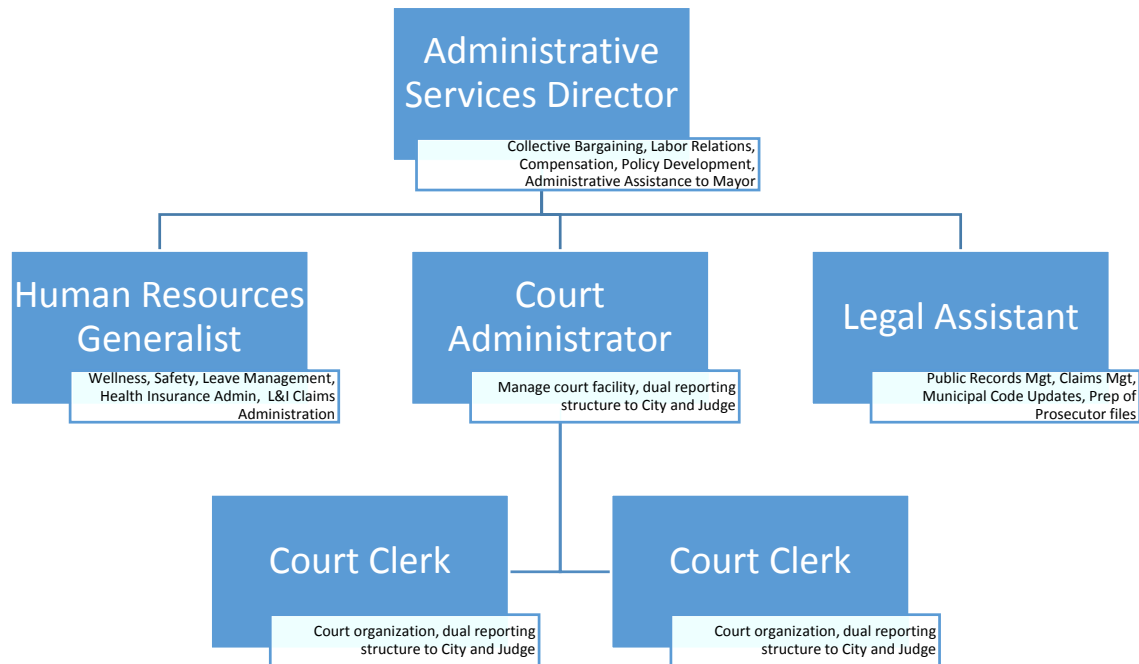 Administrative
Services Director
Collective Bargaining, Labor Relations,
Compensation, Policy Development,
Administrative Assistance to Mayor
Human Resources
Generalist
Wellness, Safety, Leave Management,
Health Insurance Admin, L&I Claims
Administration
Court
Administrator
Manage court facility, dual reporting
structure to City and Judge
Legal Assistant
Public Records Mgt, Claims Mgt,
Municipal Code Updates, Prep of
Prosecutor files
Court Clerk
Court organization, dual reporting
structure to City and Judge
Court Clerk
Court organization, dual reporting
structure to City and Judge